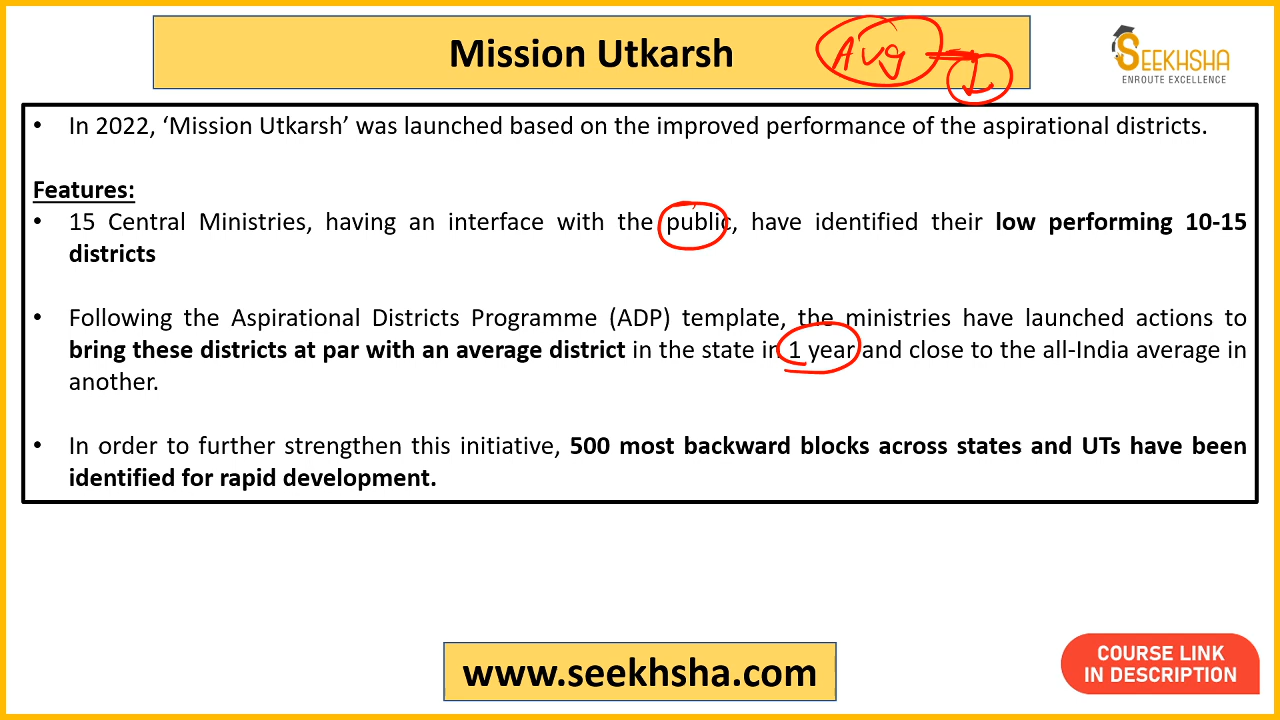 Mission Utkarsh
Avg
SEEKHSHA
ENROUTE EXCELLENCE
• In 2022, ‘Mission Utkarsh’ was launched based on the improved performance of the aspirational districts.
Features:
• 15 Central Ministries, having an interface with the public, have identified their low performing 10-15
districts
• Following the Aspirational Districts Programme (ADP) template, the ministries have launched actions to
bring these districts at par with an average district in the state in 1 year and close to the all-India average in
another.
• In order to further strengthen this initiative, 500 most backward blocks across states and UTs have been
identified for rapid development.
www.seekhsha.com
COURSE LINK
IN DESCRIPTION